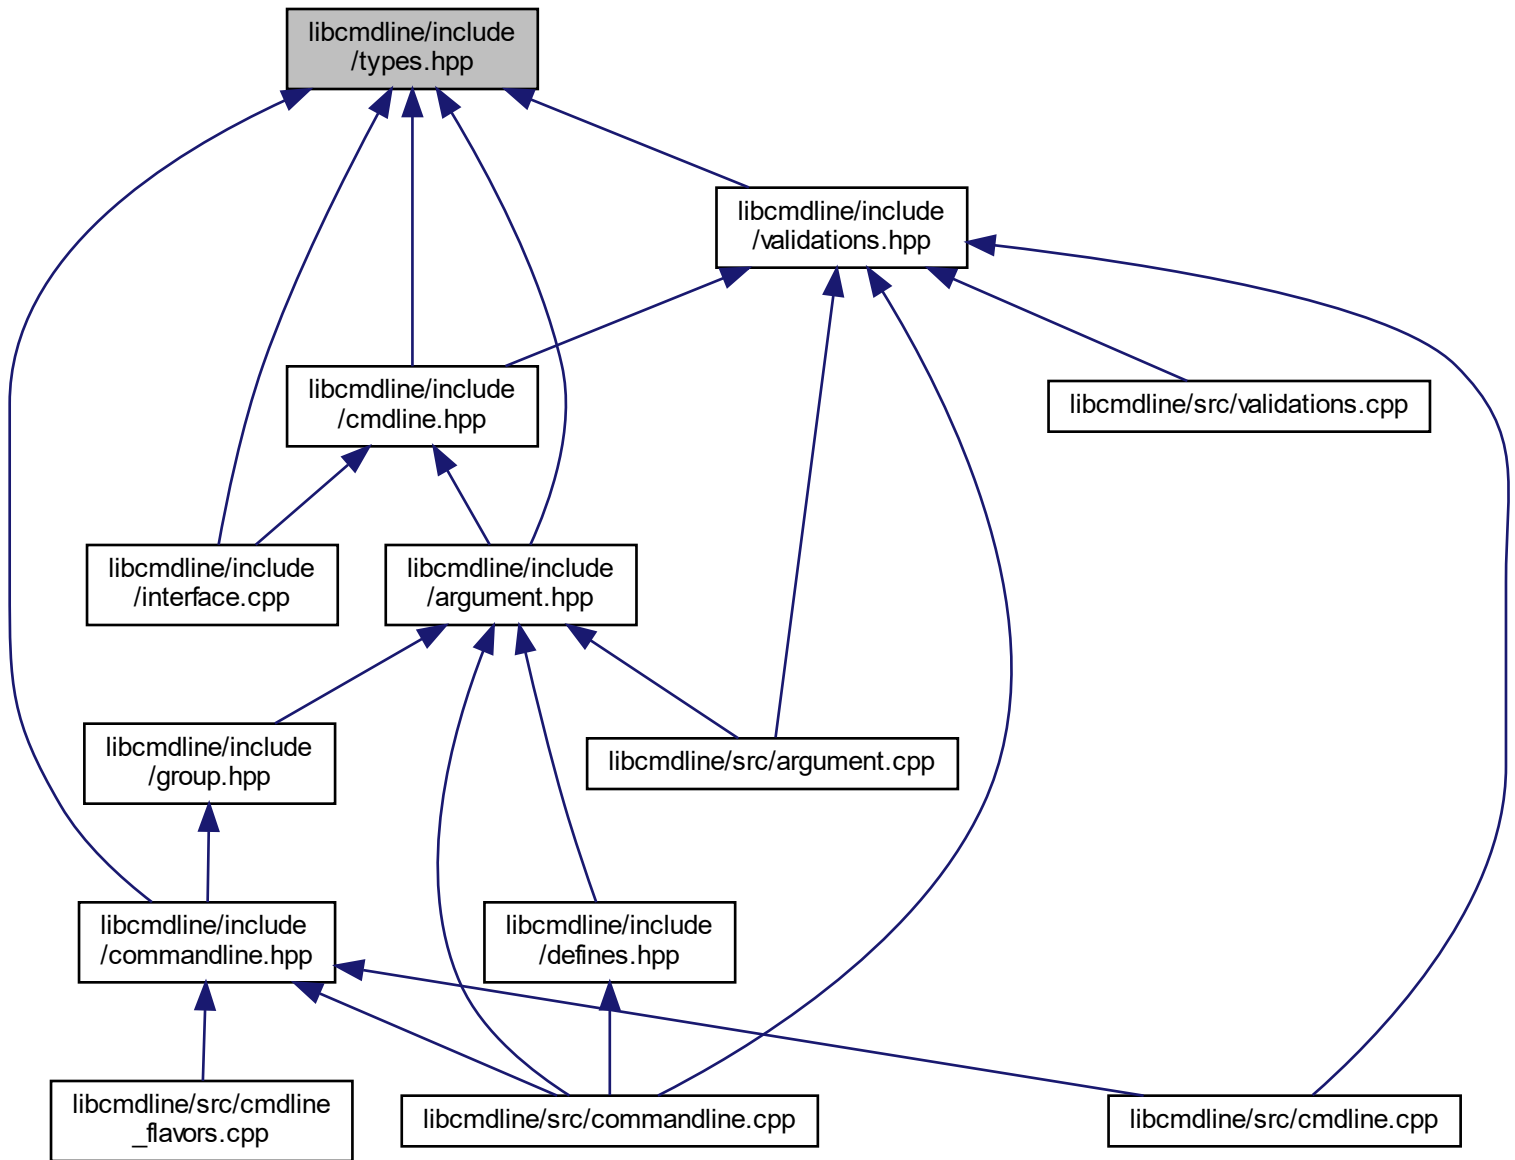 libcmdline/include
/types.hpp
libcmdline/include
/validations.hpp
libcmdline/include
/cmdline.hpp
libcmdline/src/validations.cpp
libcmdline/include
/interface.cpp
libcmdline/include
/argument.hpp
libcmdline/include
/group.hpp
libcmdline/src/argument.cpp
libcmdline/include
/commandline.hpp
libcmdline/include
/defines.hpp
libcmdline/src/cmdline
_flavors.cpp
libcmdline/src/commandline.cpp
libcmdline/src/cmdline.cpp